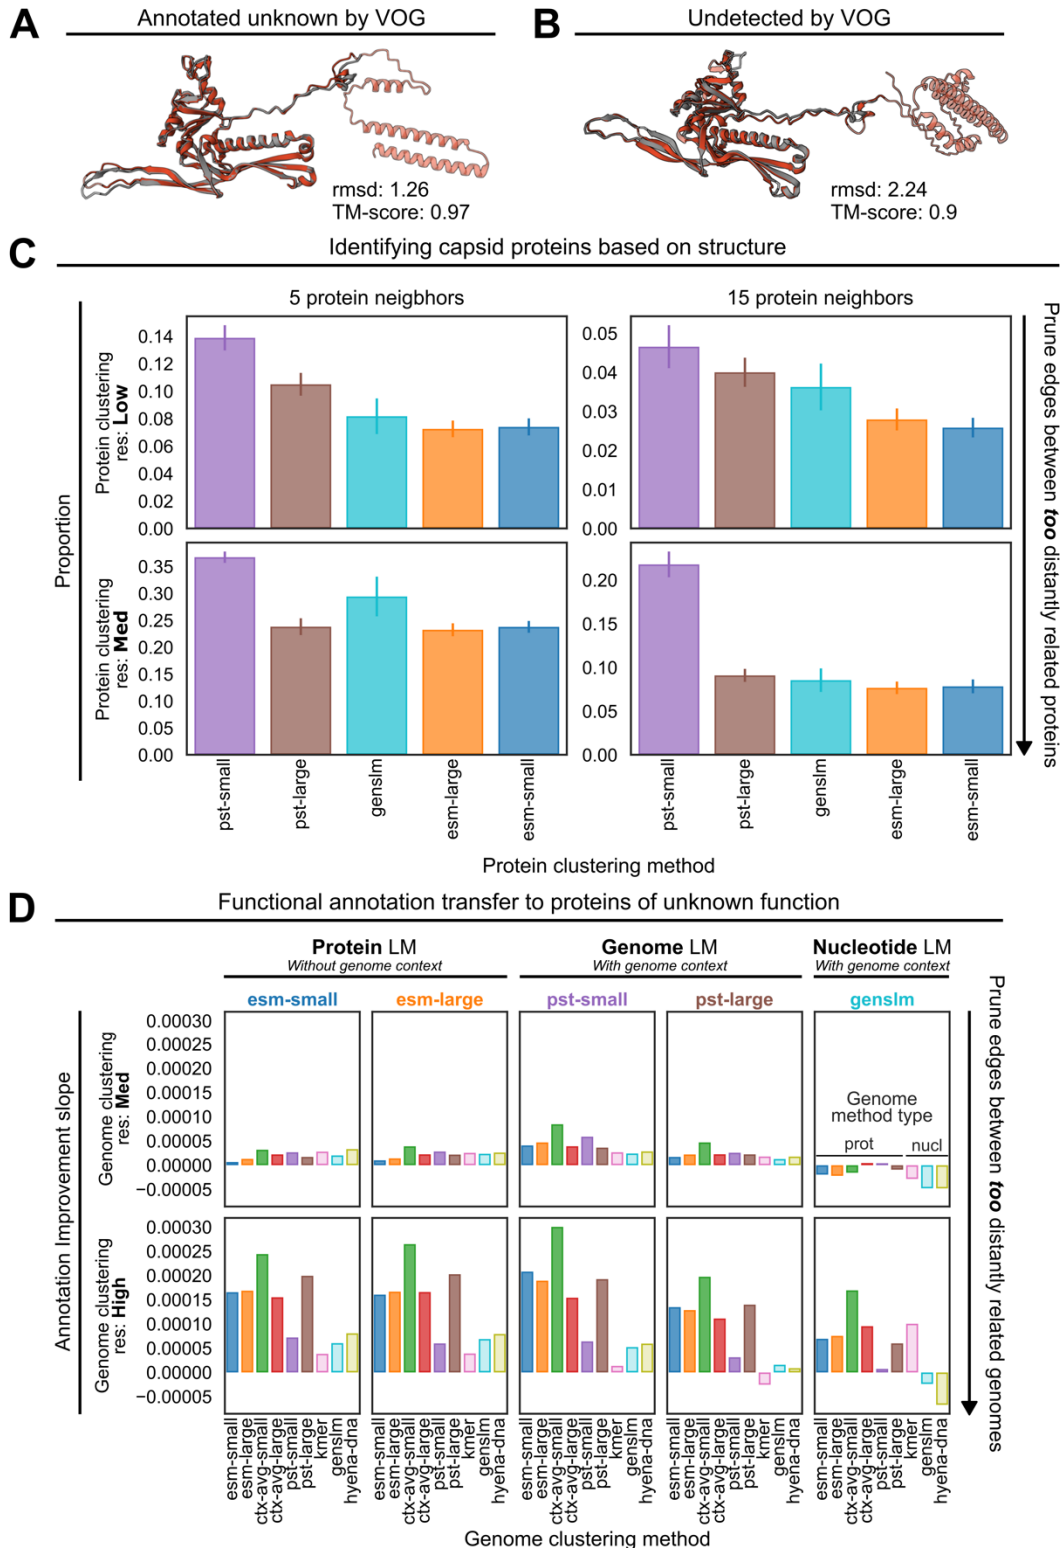 A
Annotated unknown by VOG
rmsd: 1.26
TM-score: 0.97
B
Undetected by VOG
rmsd: 2.24
TM-score: 0.9
C
Identifying capsid proteins based on structure
5 protein neigbhors
15 protein neighbors
Proportion
Protein clustering
res: Low
0.14
0.12
0.10
0.08
0.06
0.04
0.02
0.00
0.05
0.04
0.03
0.02
0.01
0.00
Protein clustering
res: Med
0.35
0.30
0.25
0.20
0.15
0.10
0.05
0.00
0.20
0.15
0.10
0.05
0.00
pst-small
pst-large
genslm
esm-large
esm-small
pst-small
pst-large
genslm
esm-large
esm-small
Protein clustering method
Prune edges between too distantly related proteins
D
Functional annotation transfer to proteins of unknown function
Protein LM
Without genome context
Genome LM
With genome context
Nucleotide LM
With genome context
esm-small
esm-large
pst-small
pst-large
genslm
Annotation Improvement slope
Genome clustering
res: Med
0.00030
0.00025
0.00020
0.00015
0.00010
0.00005
0.00000
−0.00005
Genome
method type
prot
nucl
Genome clustering
res: High
0.00030
0.00025
0.00020
0.00015
0.00010
0.00005
0.00000
−0.00005
esm-small
esm-large
ctx-avg-small
ctx-avg-large
pst-small
pst-large
kmer
genslm
hyena-dna
esm-small
esm-large
ctx-avg-small
ctx-avg-large
pst-small
pst-large
kmer
genslm
hyena-dna
esm-small
esm-large
ctx-avg-small
ctx-avg-large
pst-small
pst-large
kmer
genslm
hyena-dna
esm-small
esm-large
ctx-avg-small
ctx-avg-large
pst-small
pst-large
kmer
genslm
hyena-dna
esm-small
esm-large
ctx-avg-small
ctx-avg-large
pst-small
pst-large
kmer
genslm
hyena-dna
Genome clustering method
Prune edges between too distantly related genomes